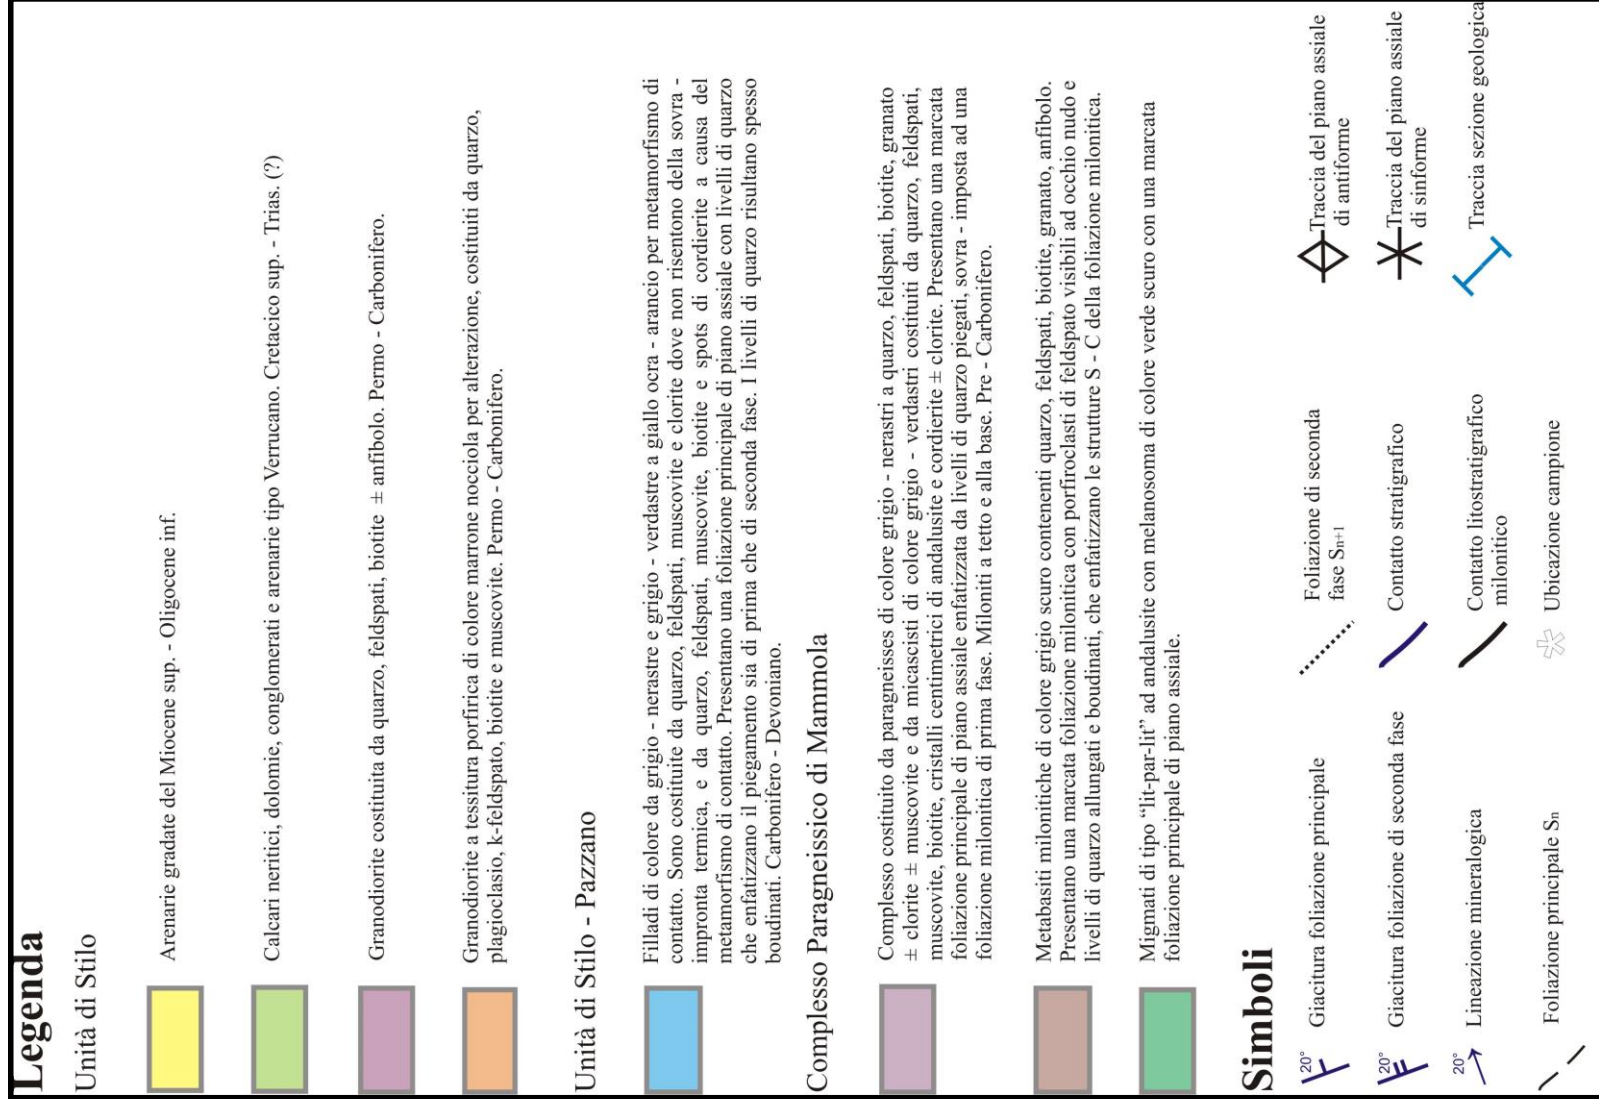 Legenda
Unità di Stilo
Arenarie gradate del Miocene sup. - Oligocene inf.
Calcari neritici, dolomie, conglomerati e arenarie tipo Verrucano. Cretacico sup. - Trias. (?)
Granodiorite costituita da quarzo, feldspati, biotite ± anfibolo. Permo - Carbonifero.
Granodiorite a tessitura porfirica di colore marrone nocciola per alterazione, costituiti da quarzo,
plagioclasio, k-feldspato, biotite e muscovite. Permo - Carbonifero.
Unità di Stilo - Pazzano
Filladi di colore da grigio - nerastre e grigio - verdastre a giallo ocra - arancio per metamorfismo di
contatto. Sono costituite da quarzo, feldspati, muscovite e clorite dove non risentono della sovra -
impronta termica, e da quarzo, feldspati, muscovite, biotite e spots di cordierite a causa del
metamorfismo di contatto. Presentano una foliazione principale di piano assiale con livelli di quarzo
che enfatizzano il piegamento sia di prima che di seconda fase. I livelli di quarzo risultano spesso
boudinati. Carbonifero - Devoniano.
Complesso Paragneissico di Mammola
Complesso costituito da paragneisses di colore grigio - nerastri a quarzo, feldspati, biotite, granato
± clorite ± muscovite e da micascisti di colore grigio - verdastri costituiti da quarzo, feldspati,
muscovite, biotite, cristalli centimetrici di andalusite e cordierite ± clorite. Presentano una marcata
foliazione principale di piano assiale enfatizzata da livelli di quarzo piegati, sovra - imposta ad una
foliazione milonitica di prima fase. Miloniti a tetto e alla base. Pre - Carbonifero.
Metabasiti milonitiche di colore grigio scuro contenenti quarzo, feldspati, biotite, granato, anfibolo.
Presentano una marcata foliazione milonitica con porfiroclasti di feldspato visibili ad occhio nudo e
livelli di quarzo allungati e boudinati, che enfatizzano le strutture S - C della foliazione milonitica.
Migmati di tipo “lit-par-lit” ad andalusite con melanosoma di colore verde scuro con una marcata
foliazione principale di piano assiale.
Simboli
20°
Giacitura foliazione principale
Foliazione di seconda
fase Sn+1
Traccia del piano assiale
di antiforme
20°
Giacitura foliazione di seconda fase
Contatto stratigrafico
Traccia del piano assiale
di sinforme
20°
Lineazione mineralogica
Contatto litostratigrafico
milonitico
Traccia sezione geologica
Foliazione principale Sn
Ubicazione campione